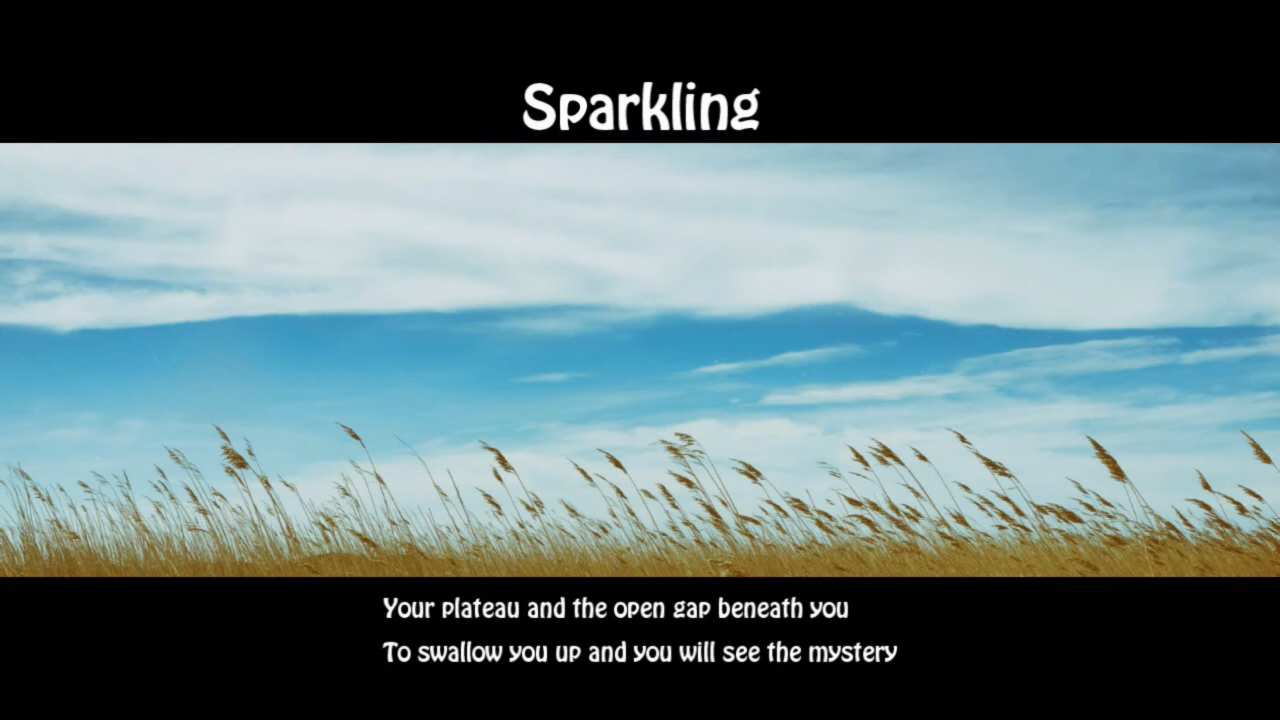 Sparkling
Your plateau and the open gap beneath you
To swallow you up and you will see the mystery